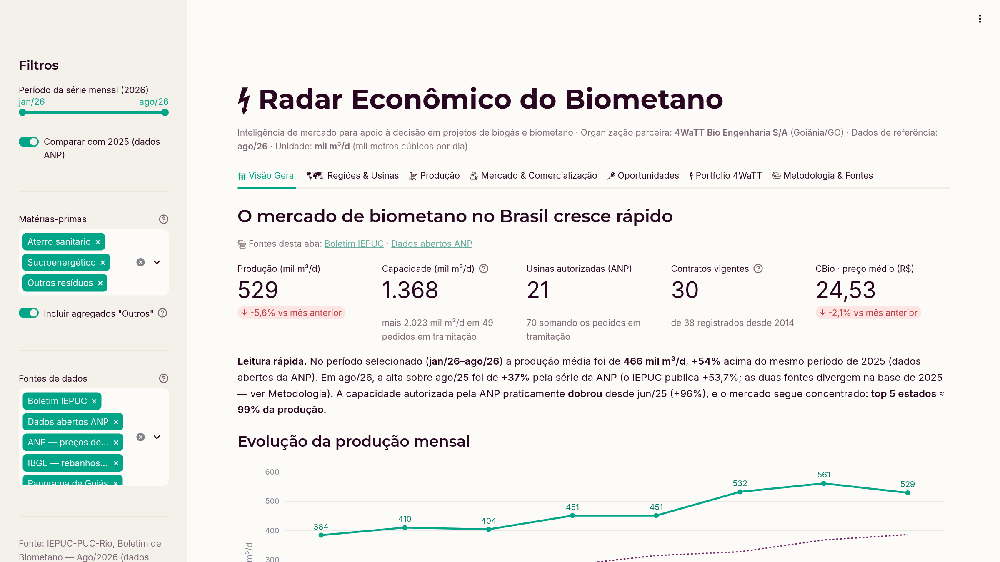 Filtros
Período da série mensal (2026)
jan/26 ago/26
Comparar com 2025 (dados
ANP)
Matérias-primas
Aterro sanitário
Sucroenergético
Outros resíduos
Incluir agregados "Outros"
Fontes de dados
Boletim IEPUC
Dados abertos ANP
ANP — preços de...
IBGE — rebanhos...
Panorama de Goiás
Fonte: IEPUC-PUC-Rio, Boletim de
Biometano — Ago/2026 (dados
Radar Econômico do Biometano
Inteligência de mercado para apoio à decisão em projetos de biogás e biometano · Organização parceira: 4WaTT Bio Engenharia S/A (Goiânia/GO) · Dados de referência:
ago/26 · Unidade: mil m³/d (mil metros cúbicos por dia)
Visão Geral Regiões & Usinas Produção Mercado & Comercialização Oportunidades Portfolio 4WaTT Metodologia & Fontes
O mercado de biometano no Brasil cresce rápido
Fontes desta aba: Boletim IEPUC · Dados abertos ANP
Produção (mil m³/d)
529
-5,6% vs mês anterior
Capacidade (mil m³/d)
1.368
mais 2.023 mil m³/d em 49
pedidos em tramitação
Usinas autorizadas (ANP)
21
70 somando os pedidos em
tramitação
Contratos vigentes
30
de 38 registrados desde 2014
CBio · preço médio (R$)
24,53
-2,1% vs mês anterior
Leitura rápida. No período selecionado (jan/26–ago/26) a produção média foi de 466 mil m³/d, +54% acima do mesmo período de 2025 (dados
abertos da ANP). Em ago/26, a alta sobre ago/25 foi de +37% pela série da ANP (o IEPUC publica +53,7%; as duas fontes divergem na base de 2025
— ver Metodologia). A capacidade autorizada pela ANP praticamente dobrou desde jun/25 (+96%), e o mercado segue concentrado: top 5 estados ≈
99% da produção.
Evolução da produção mensal
600
500
400
300
m³/d
384
410
404
451
451
532
561
529